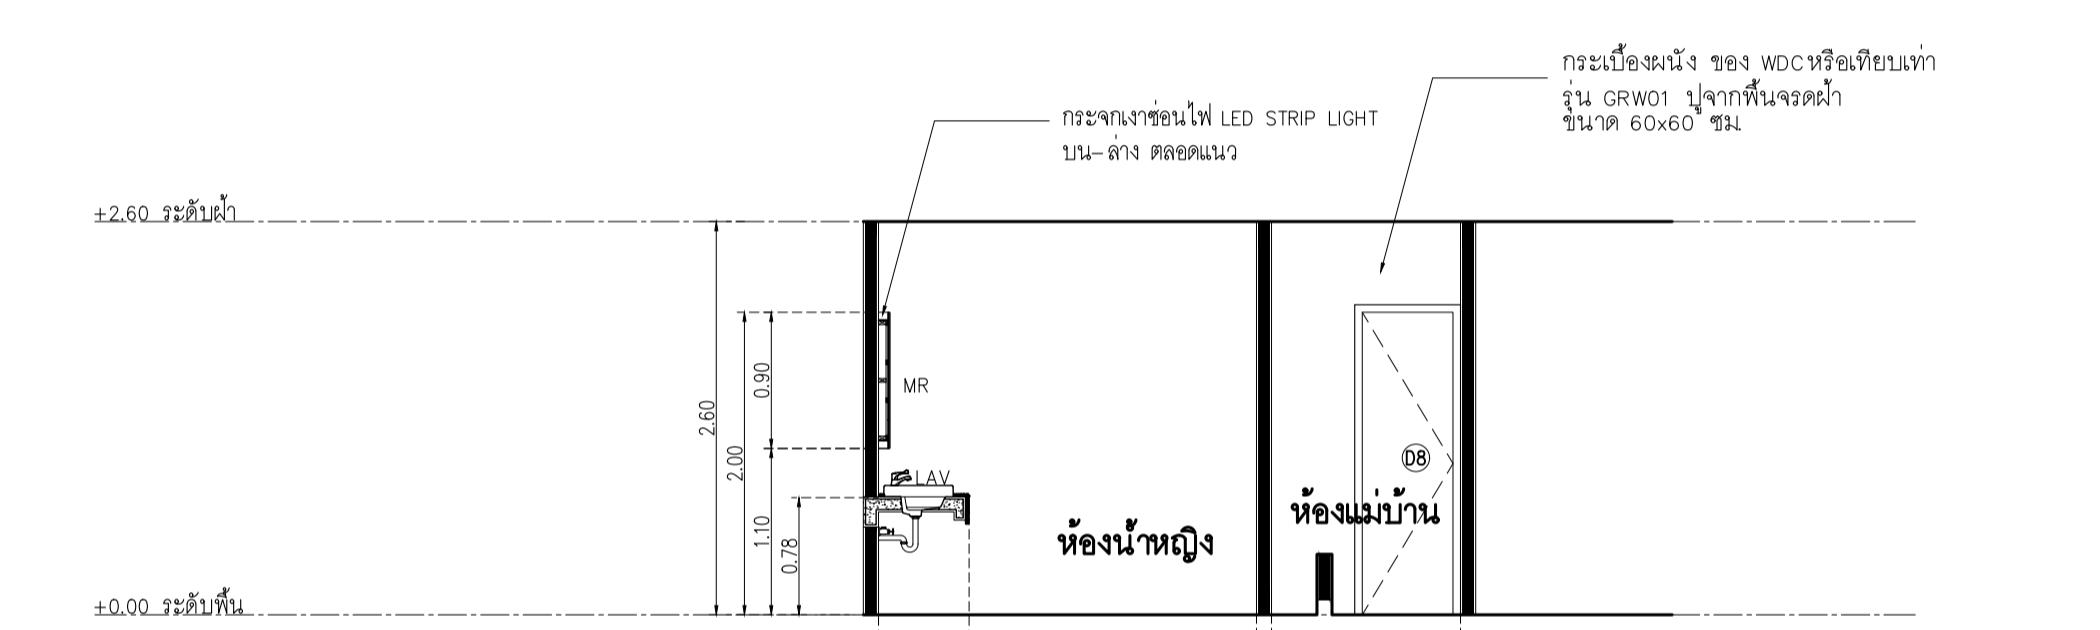 กระเบื้องผนัง ของ WDCหรือเทียบเท่า
รุ่น GRW01 ปูจากพื้นจรดฝ้า
ขนาด 60x60 ซม.
กระจกเงาซ่อนไฟ LED STRIP LIGHT
บน-ล่าง ตลอดแนว
+2.60 ระดับฝ้า
0.90
MR
2.60
2.00
D8
LAV
ห้องแม่บ้าน
1.10
ห้องน้ำหญิง
0.78
+0.00 ระดับพื้น